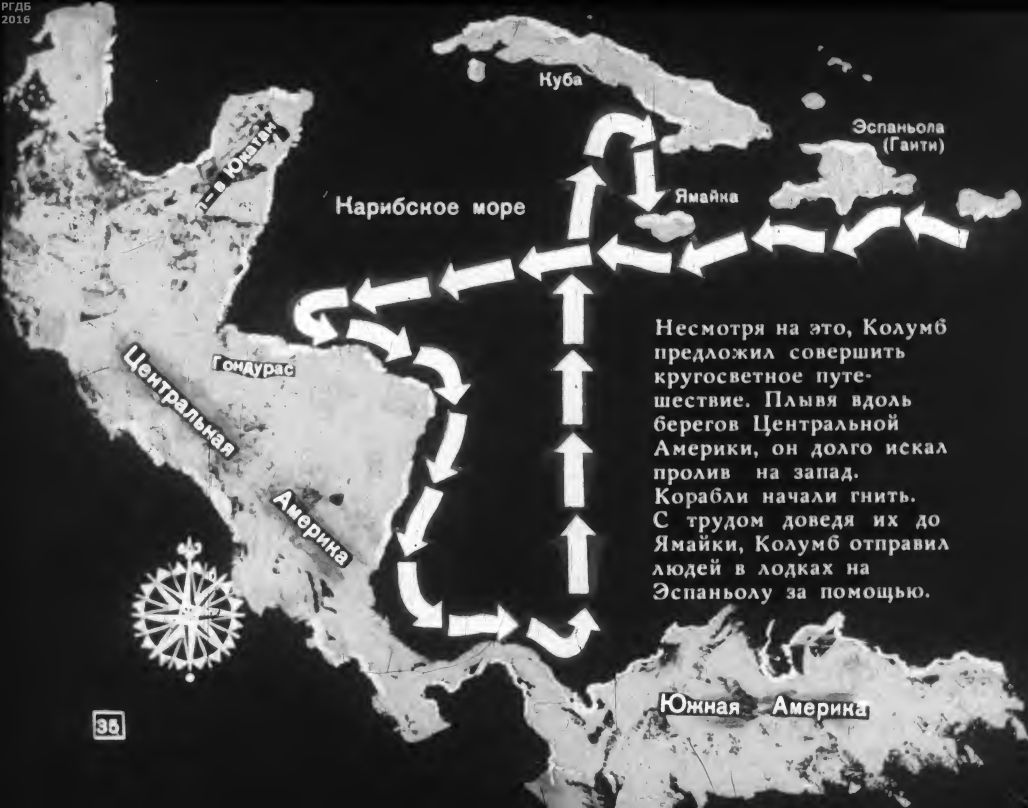 РГДБ
2016
Куба
Эспаньола
(Гаити)
п-в Юкатан
Ямайка
Карибское море
Гондурас
Центральная
Америка
Несмотря на это, Колумб
предложил совершить
кругосветное путе-
шествие. Плывя вдоль
берегов Центральной
Америки, он долго искал
пролив на запад.
Корабли начали гнить.
С трудом доведя их до
Ямайки, Колумб отправил
людей в лодках на
Эспаньолу за помощью.
Южная Америка
35